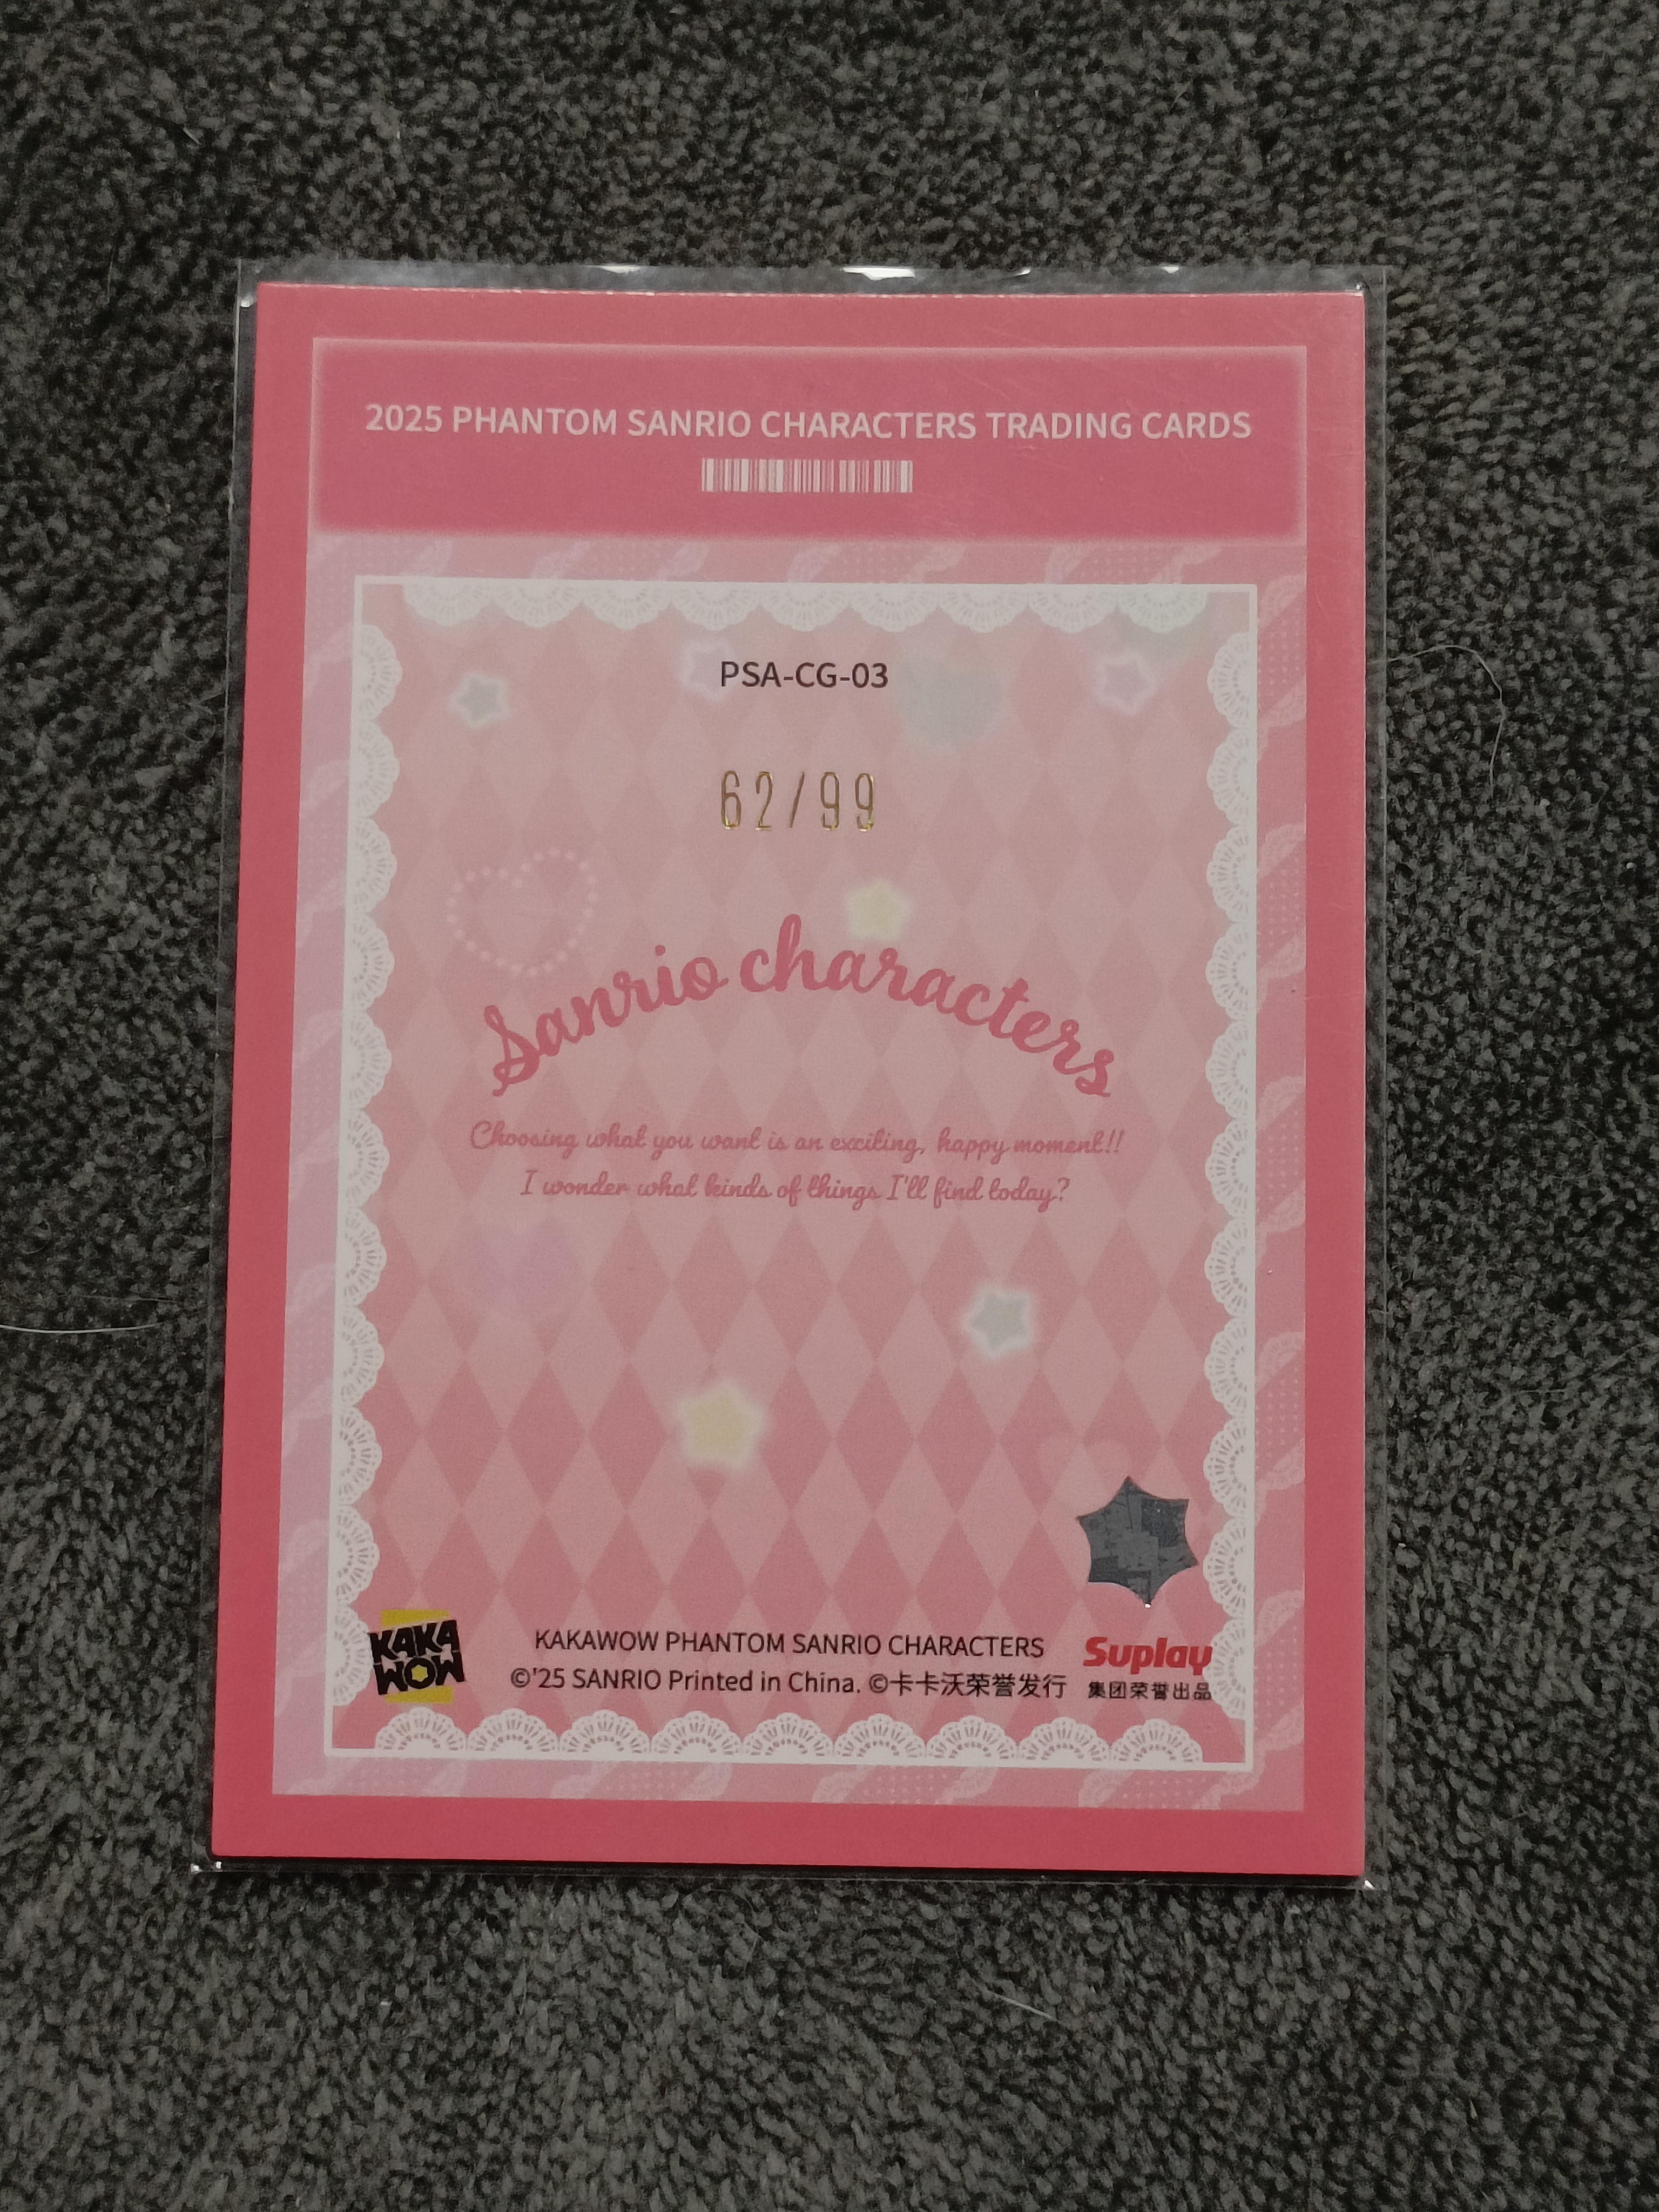 2025 PHANTOM SANRIO CHARACTERS TRADING CARDS
PSA-CG-03
62/99
Sanrio characters
Choosing what you want is an exciting, happy moment!!
I wonder what kinds of things I'll find today?
KAKA
WOW
KAKAWOW PHANTOM SANRIO CHARACTERS
©'25 SANRIO Printed in China. ©卡卡沃荣誉发行
Suplay
集团荣誉出品